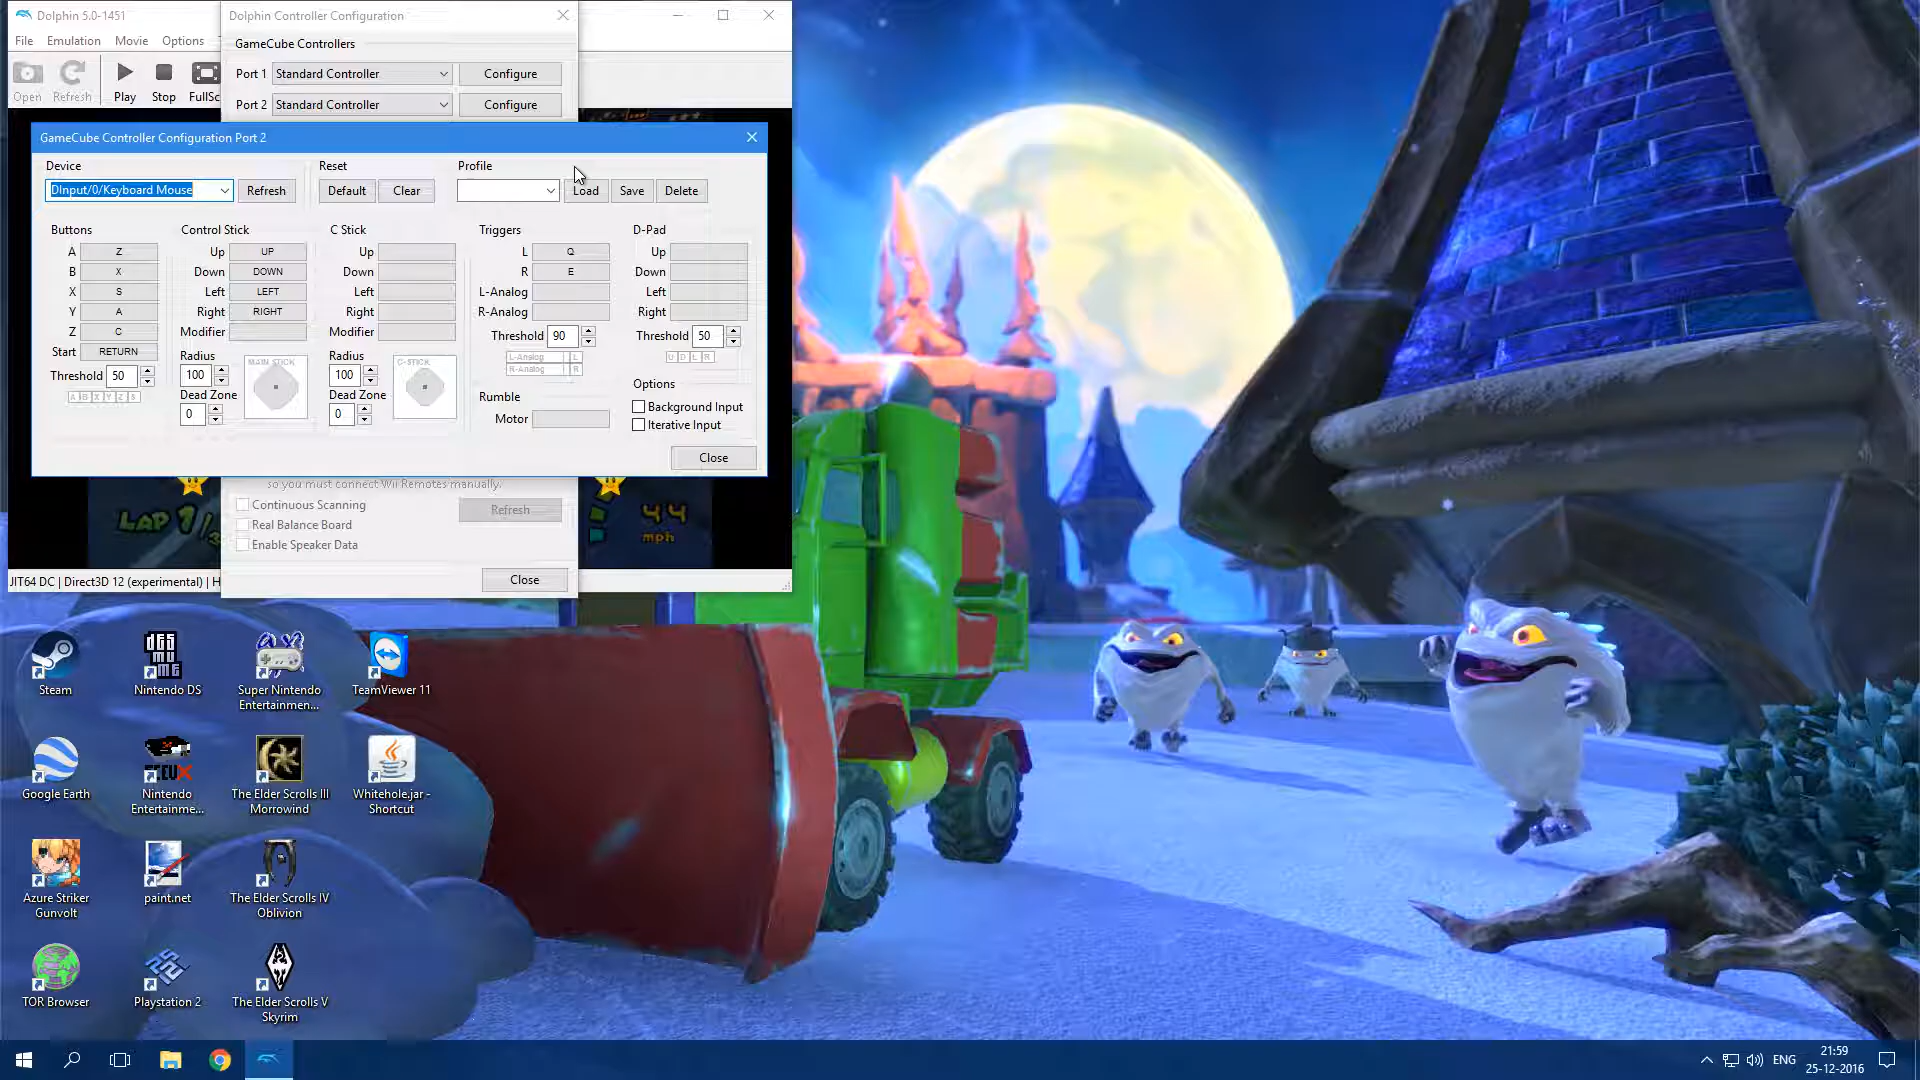 Dolphin 5.0-1451
Dolphin Controller Configuration
File
Emulation
Movie
Options
GameCube Controllers
Port 1
Standard Controller
Configure
Port 2
Standard Controller
Configure
Open
Refresh
Play
Stop
FullSc
GameCube Controller Configuration Port 2
Device
Reset
Profile
DInput/0/Keyboard Mouse
Refresh
Default
Clear
Load
Save
Delete
Buttons
Control Stick
C Stick
Triggers
D-Pad
A
Z
Up
UP
Up
L
Q
Up
B
X
Down
DOWN
Down
R
E
Down
X
S
Left
LEFT
Left
L-Analog
Left
Y
A
Right
RIGHT
Right
R-Analog
Right
Z
C
Modifier
Modifier
Threshold
90
Threshold
50
Start
RETURN
Radius
MAIN STICK
Radius
C-STICK
L-Analog
L
U D L R
Threshold
50
100
100
R-Analog
R
A B X Y Z S
Dead Zone
Dead Zone
Options
0
0
Rumble
Background Input
Motor
Iterative Input
Close
so you must connect Wii Remotes manually.
Continuous Scanning
Refresh
Real Balance Board
Enable Speaker Data
Close
LAP 1/3
44
mph
JIT64 DC | Direct3D 12 (experimental) | H
Steam
Nintendo DS
Super Nintendo
Entertainmen...
TeamViewer 11
Google Earth
Nintendo
Entertainme...
The Elder Scrolls III
Morrowind
Whitehole.jar -
Shortcut
Azure Striker
Gunvolt
paint.net
The Elder Scrolls IV
Oblivion
TOR Browser
Playstation 2
The Elder Scrolls V
Skyrim
ENG
21:59
25-12-2016